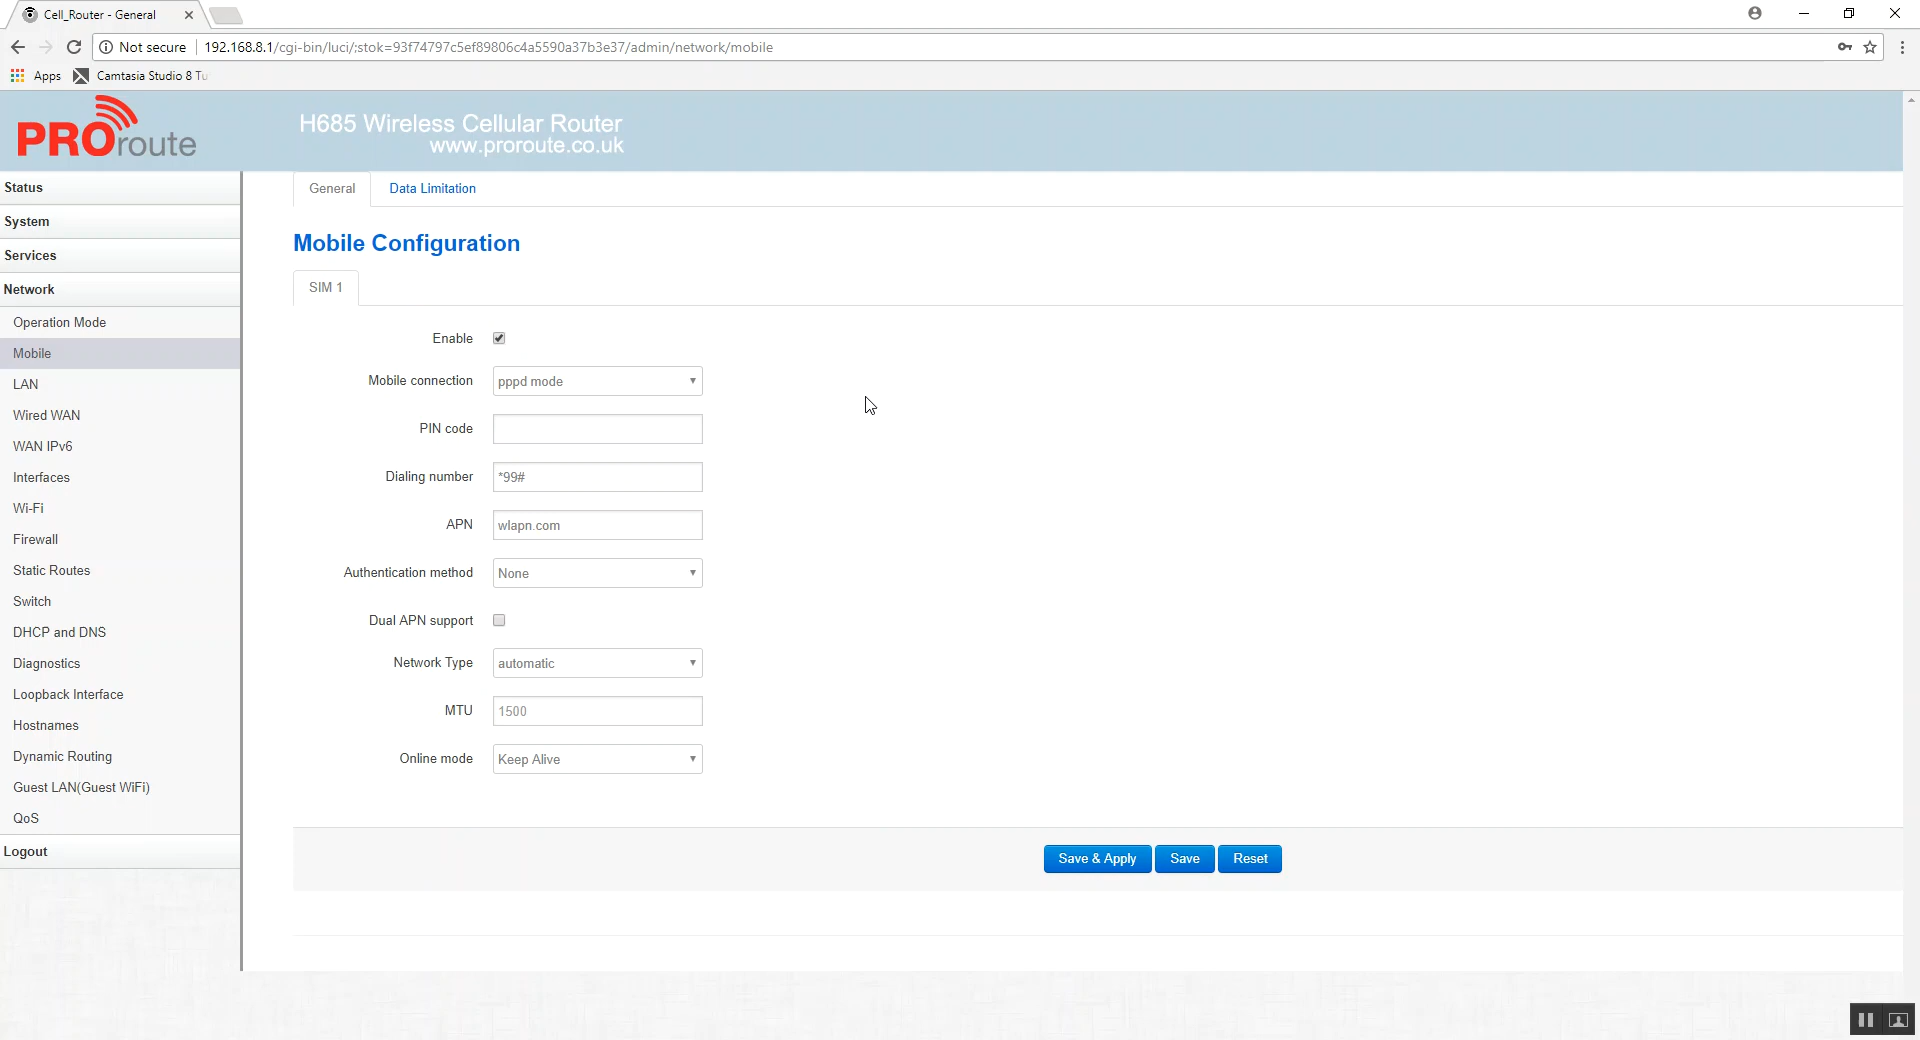 Cell_Router - General
Not secure 192.168.8.1/cgi-bin/luci/;stok=93f74797c5ef89806c4a5590a37b3e37/admin/network/mobile
Apps Camtasia Studio 8 Tu
PROroute
H685 Wireless Cellular Router
www.proroute.co.uk
Status
System
Services
Network
Operation Mode
Mobile
LAN
Wired WAN
WAN IPv6
Interfaces
Wi-Fi
Firewall
Static Routes
Switch
DHCP and DNS
Diagnostics
Loopback Interface
Hostnames
Dynamic Routing
Guest LAN(Guest WiFi)
QoS
Logout
General Data Limitation
Mobile Configuration
SIM 1
Enable
Mobile connection pppd mode
PIN code
Dialing number *99#
APN wlapn.com
Authentication method None
Dual APN support
Network Type automatic
MTU 1500
Online mode Keep Alive
Save & Apply Save Reset